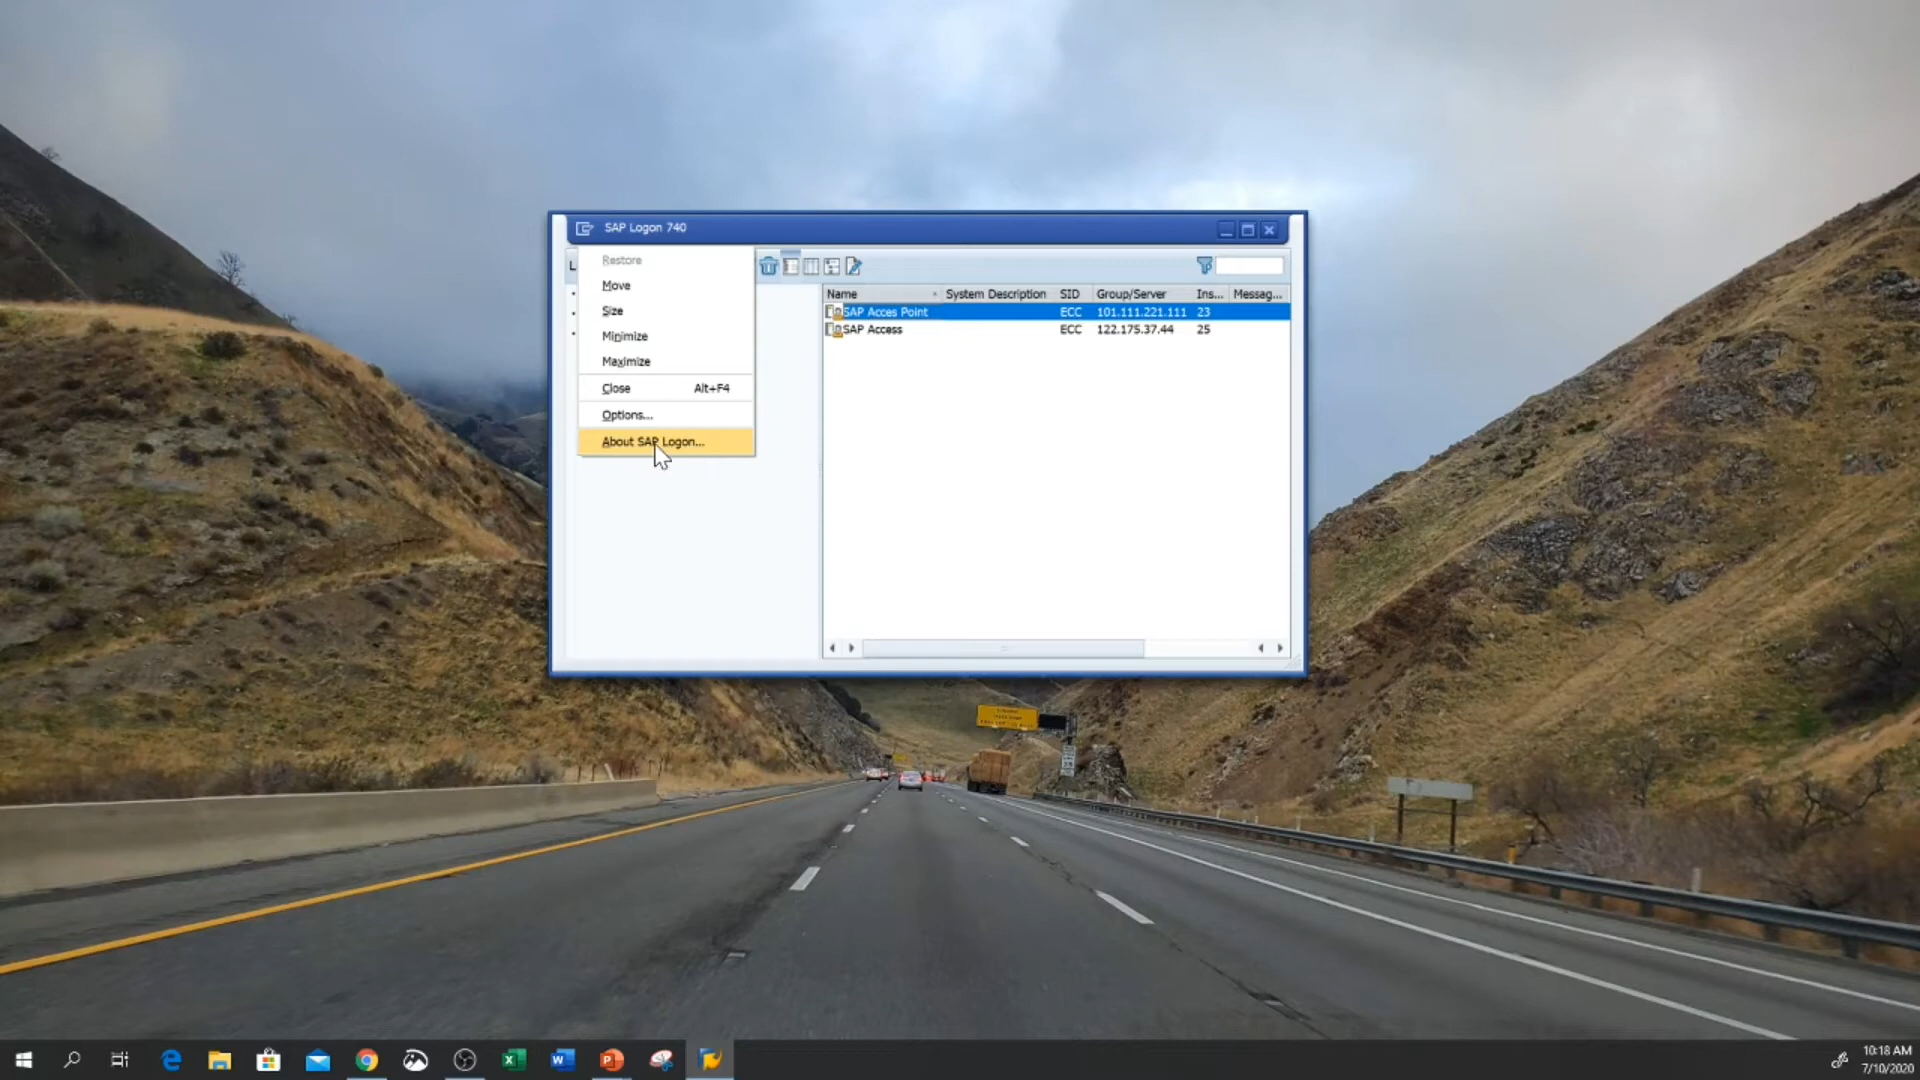 SAP Logon 740
Restore
Move
Size
Minimize
Maximize
Close Alt+F4
Options...
About SAP Logon...
L
Name System Description SID Group/Server Ins... Messag...
SAP Acces Point ECC 101.111.221.111 23
SAP Access ECC 122.175.37.44 25
10:18 AM
7/10/2020